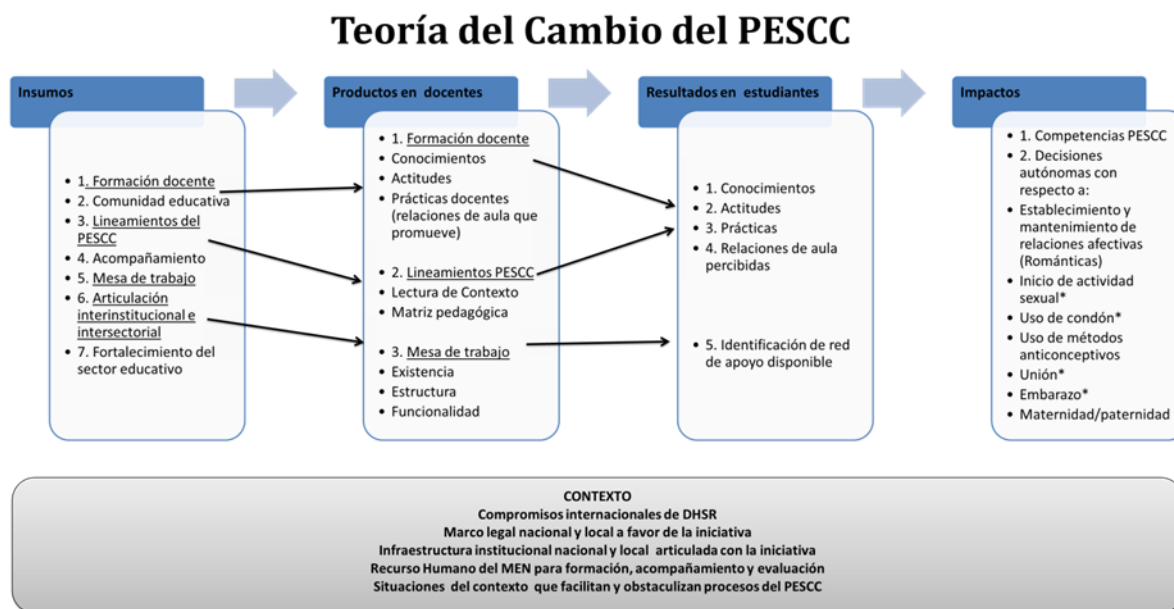 Teoría del Cambio del PESCC
Insumos
• 1. Formación docente
• 2. Comunidad educativa
• 3. Lineamientos del
PESCC
• 4. Acompañamiento
• 5. Mesa de trabajo
• 6. Articulación
interinstitucional e
intersectorial
• 7. Fortalecimiento del
sector educativo
Productos en docentes
• 1. Formación docente
• Conocimientos
• Actitudes
• Prácticas docentes
(relaciones de aula que
promueve)
• 2. Lineamientos PESCC
• Lectura de Contexto
• Matriz pedagógica
• 3. Mesa de trabajo
• Existencia
• Estructura
• Funcionalidad
Resultados en estudiantes
• 1. Conocimientos
• 2. Actitudes
• 3. Prácticas
• 4. Relaciones de aula
percibidas
• 5. Identificación de red
de apoyo disponible
Impactos
• 1. Competencias PESCC
• 2. Decisiones
autónomas con
respecto a:
• Establecimiento y
mantenimiento de
relaciones afectivas
(Románticas)
• Inicio de actividad
sexual*
• Uso de condón*
• Uso de métodos
anticonceptivos
• Unión*
• Embarazo*
• Maternidad/paternidad
CONTEXTO
Compromisos internacionales de DHSR
Marco legal nacional y local a favor de la iniciativa
Infraestructura institucional nacional y local articulada con la iniciativa
Recurso Humano del MEN para formación, acompañamiento y evaluación
Situaciones del contexto que facilitan y obstaculizan procesos del PESCC